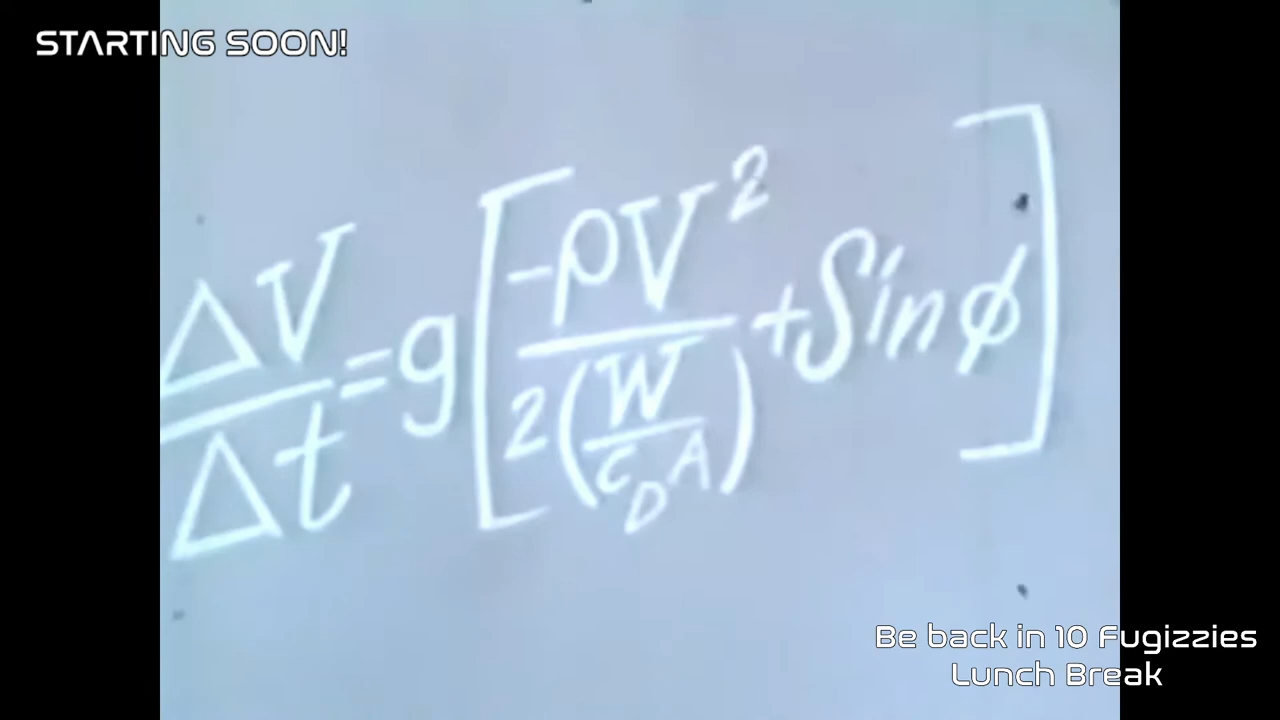 STARTING SOON!
ΔV/Δt = g[-ρV²/2(W/C_D A) + Sin φ]
Be back in 10 Fugizzies
Lunch Break